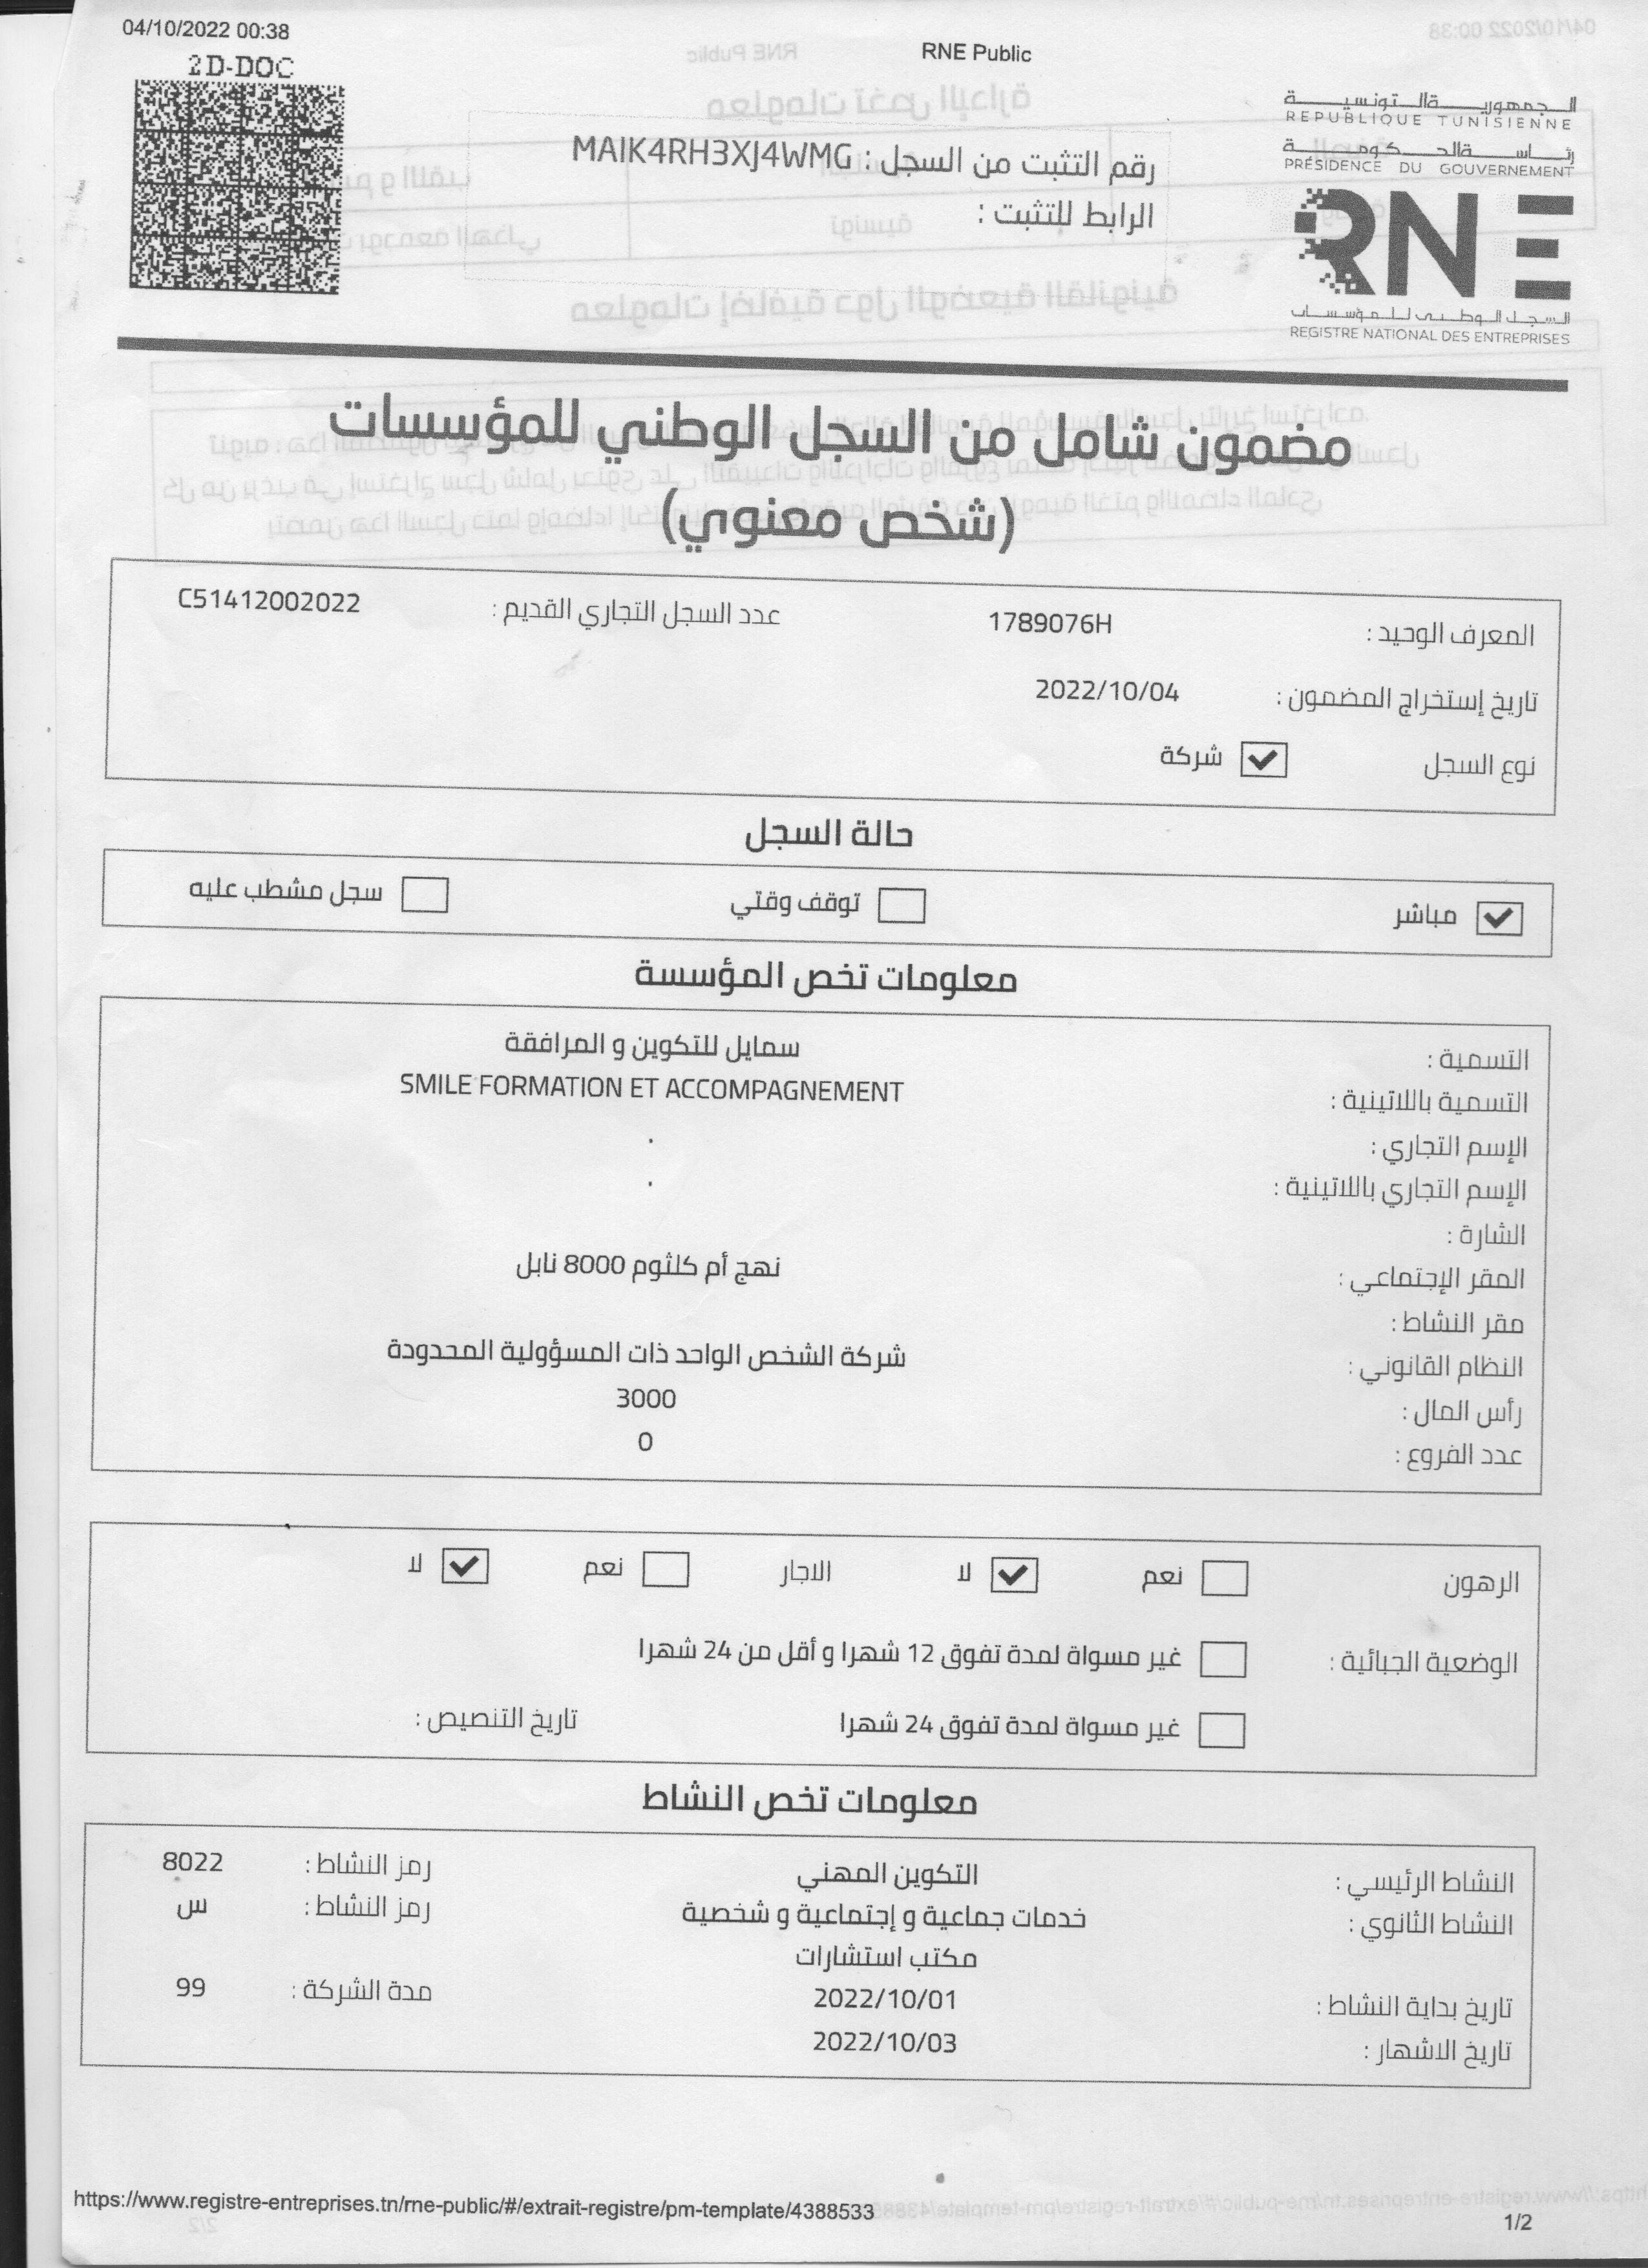 04/10/2022 00:38
RNE Public
2D-DOC
الجمهورية التونسية
REPUBLIQUE TUNISIENNE
رئاسة الحكومة
PRÉSIDENCE DU GOUVERNEMENT
RNE
السجل الوطني للمؤسسات
REGISTRE NATIONAL DES ENTREPRISES
رقم التثبت من السجل : MAIK4RH3XJ4WMG
الرابط للتثبت :
مضمون شامل من السجل الوطني للمؤسسات
(شخص معنوي)
المعرف الوحيد : 1789076H عدد السجل التجاري القديم : C51412002022
تاريخ إستخراج المضمون : 2022/10/04
نوع السجل ✔ شركة
حالة السجل
✔ مباشر توقف وقتي سجل مشطب عليه
معلومات تخص المؤسسة
التسمية : سمايل للتكوين و المرافقة
التسمية باللاتينية : SMILE FORMATION ET ACCOMPAGNEMENT
الإسم التجاري : .
الإسم التجاري باللاتينية : .
الشارة :
المقر الإجتماعي : نهج أم كلثوم 8000 نابل
مقر النشاط :
النظام القانوني : شركة الشخص الواحد ذات المسؤولية المحدودة
رأس المال : 3000
عدد الفروع : 0
الرهون نعم ✔ لا الاجار نعم ✔ لا
الوضعية الجبائية : غير مسواة لمدة تفوق 12 شهرا و أقل من 24 شهرا
غير مسواة لمدة تفوق 24 شهرا تاريخ التنصيص :
معلومات تخص النشاط
النشاط الرئيسي : التكوين المهني رمز النشاط : 8022
النشاط الثانوي : خدمات جماعية و إجتماعية و شخصية رمز النشاط : س
مكتب استشارات
تاريخ بداية النشاط : 2022/10/01 مدة الشركة : 99
تاريخ الاشهار : 2022/10/03
https://www.registre-entreprises.tn/rne-public/#/extrait-registre/pm-template/4388533
1/2